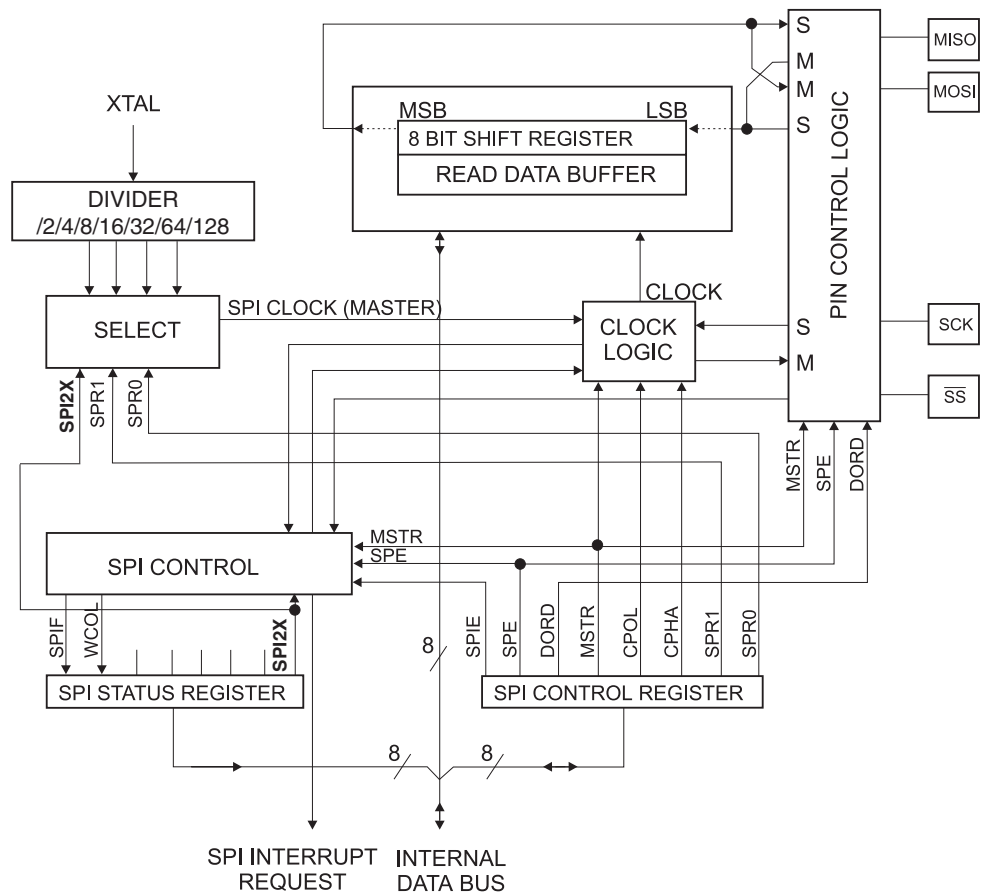 S
MISO
M
M
MOSI
XTAL
MSB
LSB
S
8 BIT SHIFT REGISTER
READ DATA BUFFER
PIN CONTROL LOGIC
DIVIDER
/2/4/8/16/32/64/128
SPI CLOCK (MASTER)
CLOCK
SELECT
CLOCK
LOGIC
S
SCK
M
SS
SPI2X
SPR1
SPR0
MSTR
SPE
DORD
MSTR
SPE
SPI CONTROL
SPIF
WCOL
SPI2X
8
SPIE
SPE
DORD
MSTR
CPOL
CPHA
SPR1
SPR0
SPI STATUS REGISTER
SPI CONTROL REGISTER
8
8
SPI INTERRUPT
REQUEST
INTERNAL
DATA BUS